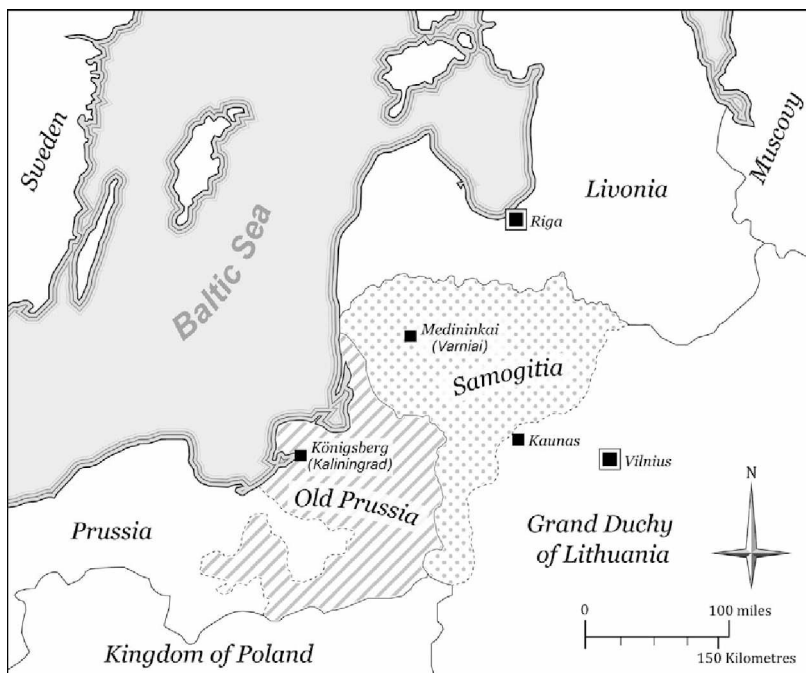 Sweden
Baltic Sea
Livonia
Muscovy
Riga
Medininkai
(Varniai)
Samogitia
Königsberg
(Kaliningrad)
Kaunas
Vilnius
Old Prussia
Prussia
Grand Duchy
of Lithuania
Kingdom of Poland
N
0
100 miles
150 Kilometres